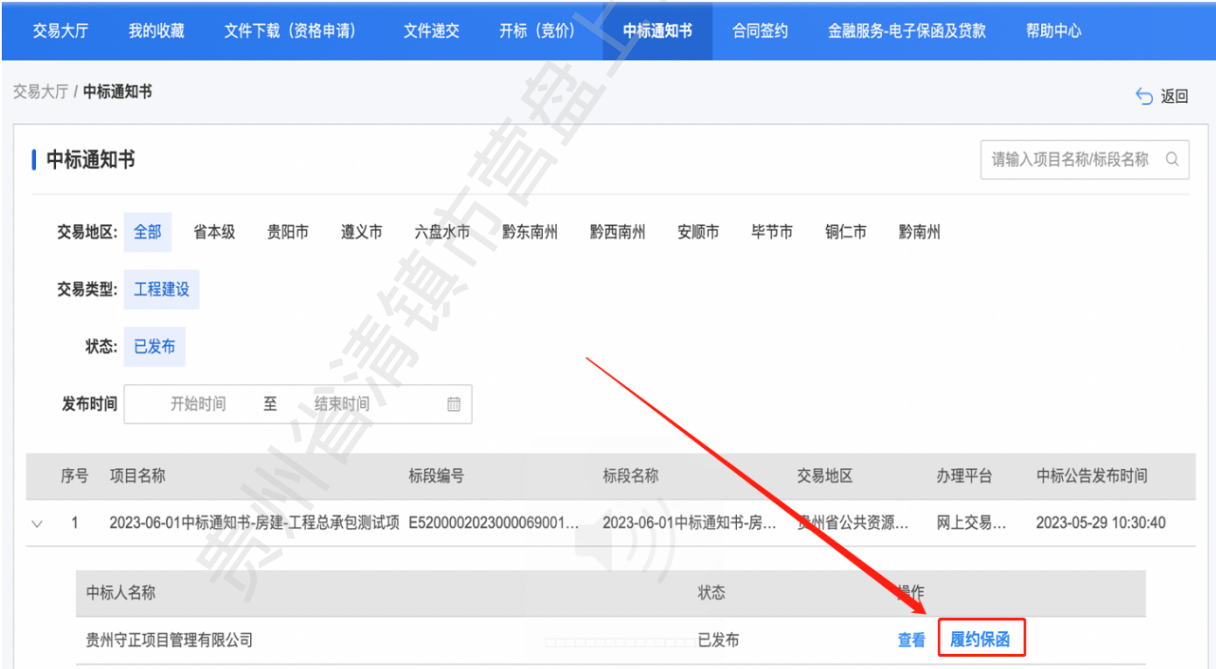 交易大厅 我的收藏 文件下载（资格申请） 文件递交 开标（竞价） 中标通知书 合同签约 金融服务-电子保函及贷款 帮助中心
交易大厅 / 中标通知书 返回
中标通知书 请输入项目名称/标段名称
交易地区: 全部 省本级 贵阳市 遵义市 六盘水市 黔东南州 黔西南州 安顺市 毕节市 铜仁市 黔南州
交易类型: 工程建设
状态: 已发布
发布时间 开始时间 至 结束时间
序号 项目名称 标段编号 标段名称 交易地区 办理平台 中标公告发布时间
1 2023-06-01中标通知书-房建-工程总承包测试项 E5200002023000069001... 2023-06-01中标通知书-房... 贵州省公共资源... 网上交易... 2023-05-29 10:30:40
中标人名称 状态 操作
贵州守正项目管理有限公司 已发布 查看 履约保函
贵州省清镇市营盘上